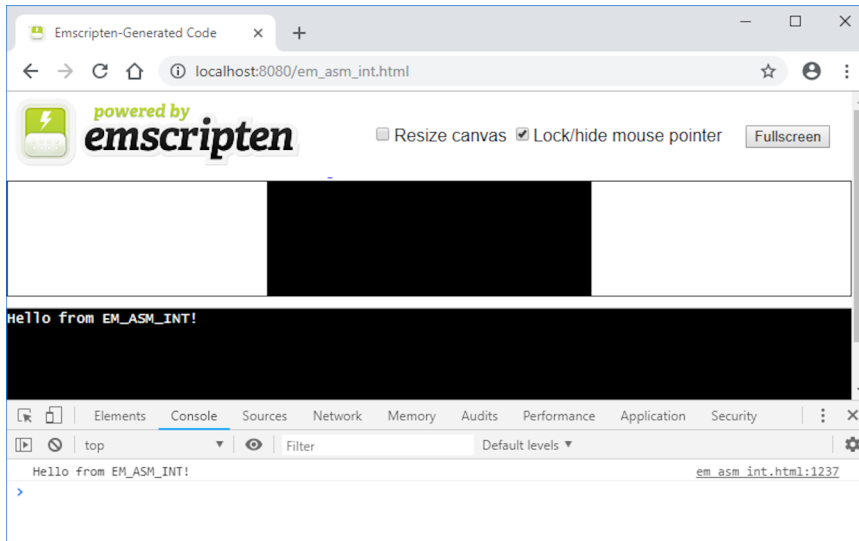 Emscripten-Generated Code
localhost:8080/em_asm_int.html
powered by
emscripten
Resize canvas Lock/hide mouse pointer Fullscreen
Hello from EM_ASM_INT!
Elements Console Sources Network Memory Audits Performance Application Security
top Filter Default levels
Hello from EM_ASM_INT! em_asm_int.html:1237